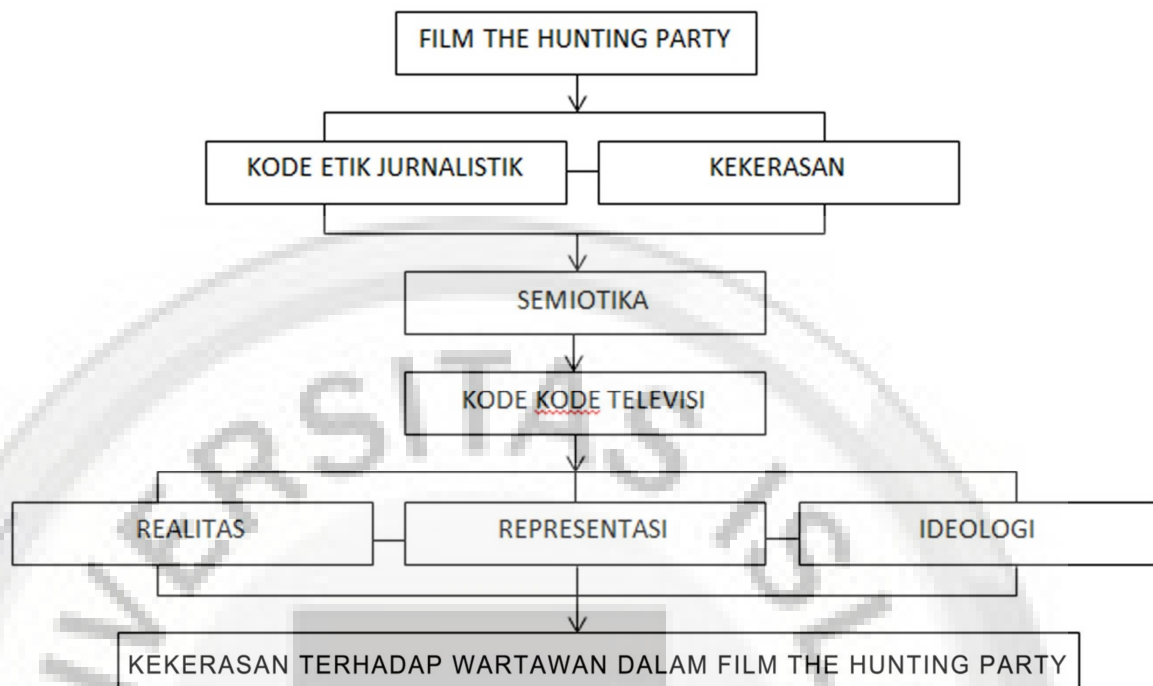 FILM THE HUNTING PARTY
KODE ETIK JURNALISTIK
KEKERASAN
SEMIOTIKA
KODE KODE TELEVISI
REALITAS
REPRESENTASI
IDEOLOGI
KEKERASAN TERHADAP WARTAWAN DALAM FILM THE HUNTING PARTY